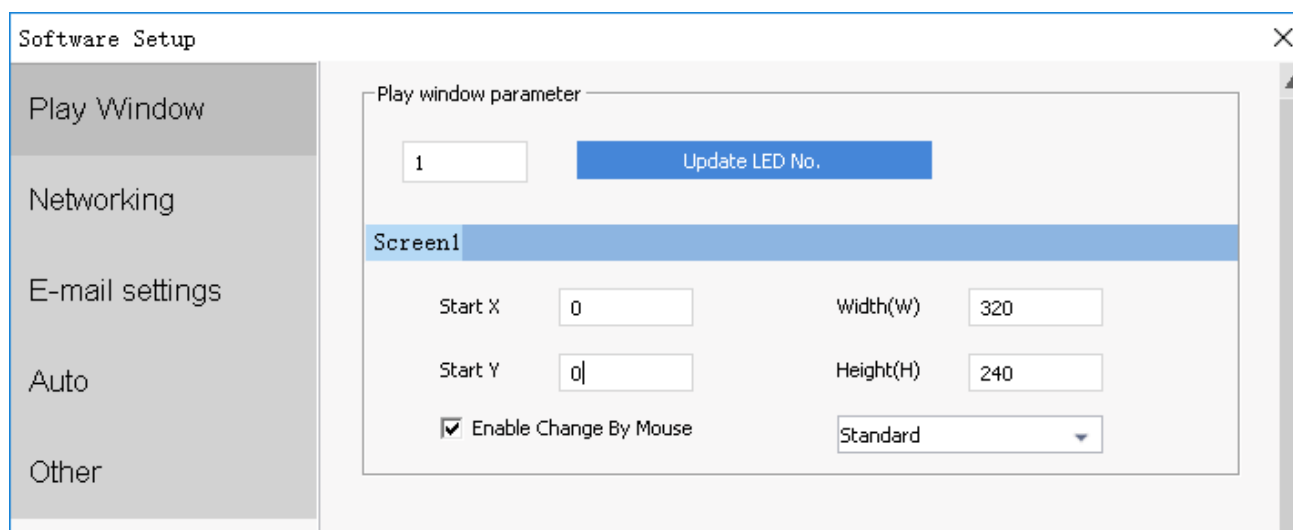 Software Setup
Play Window
Networking
E-mail settings
Auto
Other
Play window parameter
1
Update LED No.
Screen1
Start X 0 Width(W) 320
Start Y 0 Height(H) 240
Enable Change By Mouse Standard